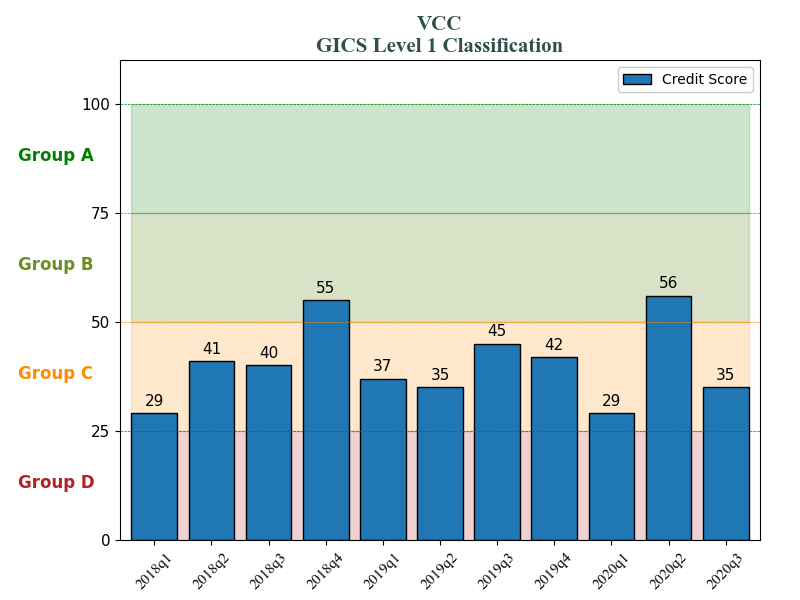 VCC
GICS Level 1 Classification
Credit Score
100
Group A
75
Group B
56
55
50
45
42
41
40
37
35
35
Group C
29
29
25
Group D
0
2018q1
2018q2
2018q3
2018q4
2019q1
2019q2
2019q3
2019q4
2020q1
2020q2
2020q3